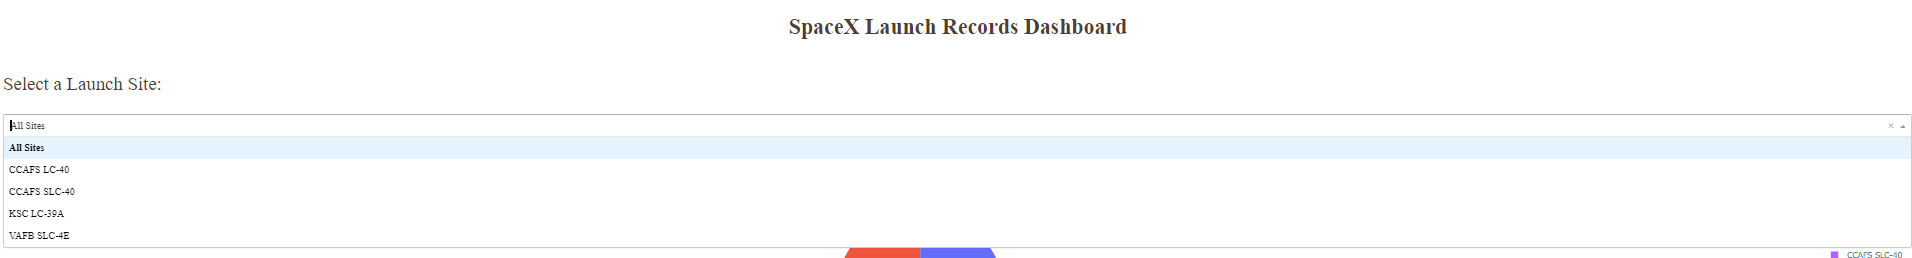 SpaceX Launch Records Dashboard
Select a Launch Site:
All Sites
All Sites
CCAFS LC-40
CCAFS SLC-40
KSC LC-39A
VAFB SLC-4E
CCAFS SLC-40